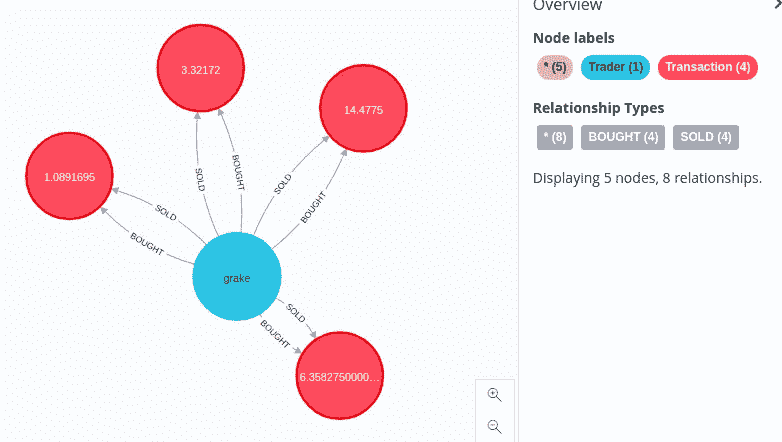 Overview
Node labels
* (5) Trader (1) Transaction (4)
Relationship Types
* (8) BOUGHT (4) SOLD (4)
Displaying 5 nodes, 8 relationships.
3.32172
14.4775
1.0891695
SOLD
BOUGHT
SOLD
BOUGHT
SOLD
BOUGHT
grake
SOLD
BOUGHT
6.3582750000...